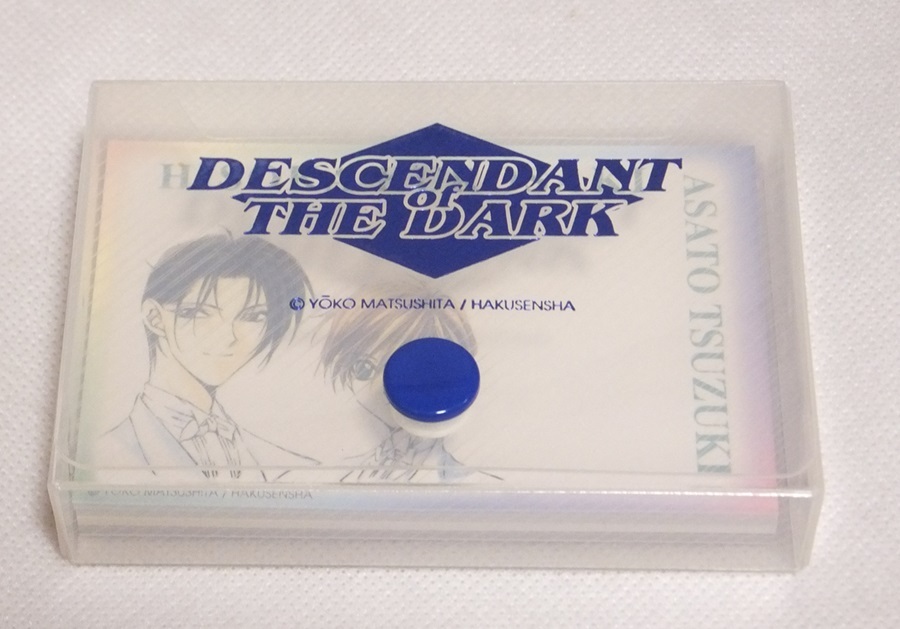 DESCENDANT
of
THE DARK
© YŌKO MATSUSHITA / HAKUSENSHA
ASATO TSUZUKI
© YŌKO MATSUSHITA / HAKUSENSHA